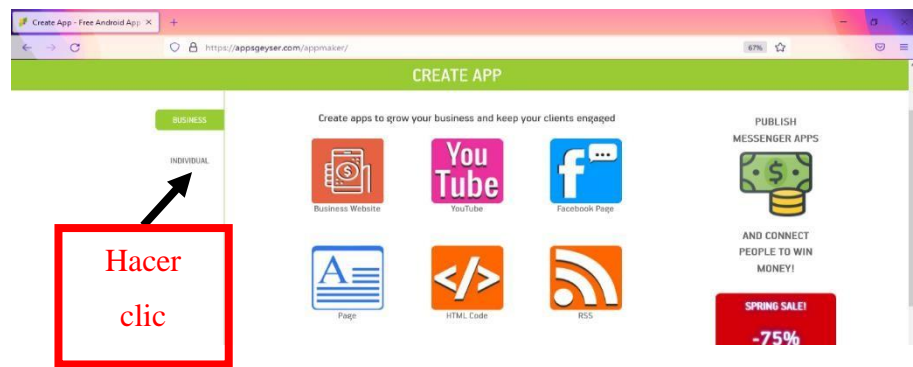 Create App - Free Android App
https://appsgeyser.com/appmaker/
67%
CREATE APP
BUSINESS
INDIVIDUAL
Hacer
clic
Create apps to grow your business and keep your clients engaged
You
Tube
Business Website
YouTube
Facebook Page
A
</>
Page
HTML Code
RSS
PUBLISH
MESSENGER APPS
AND CONNECT
PEOPLE TO WIN
MONEY!
SPRING SALE!
-75%